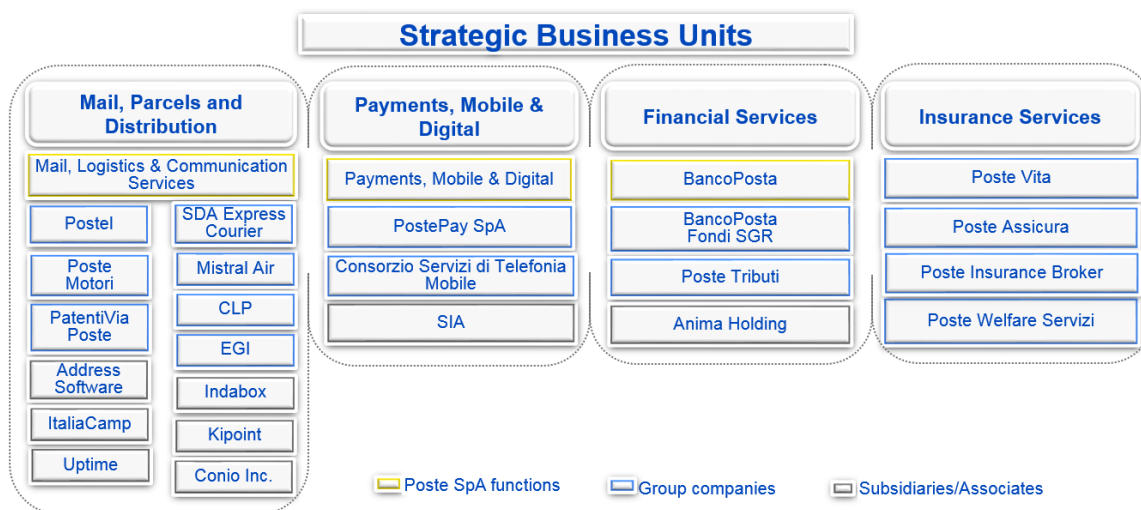 Strategic Business Units
Mail, Parcels and
Distribution
Mail, Logistics & Communication
Services
Postel
Poste
Motori
PatentiVia
Poste
Address
Software
ItaliaCamp
Uptime
SDA Express
Courier
Mistral Air
CLP
EGI
Indabox
Kipoint
Conio Inc.
Payments, Mobile &
Digital
Payments, Mobile & Digital
PostePay SpA
Consorzio Servizi di Telefonia
Mobile
SIA
Financial Services
BancoPosta
BancoPosta
Fondi SGR
Poste Tributi
Anima Holding
Insurance Services
Poste Vita
Poste Assicura
Poste Insurance Broker
Poste Welfare Servizi
Poste SpA functions
Group companies
Subsidiaries/Associates